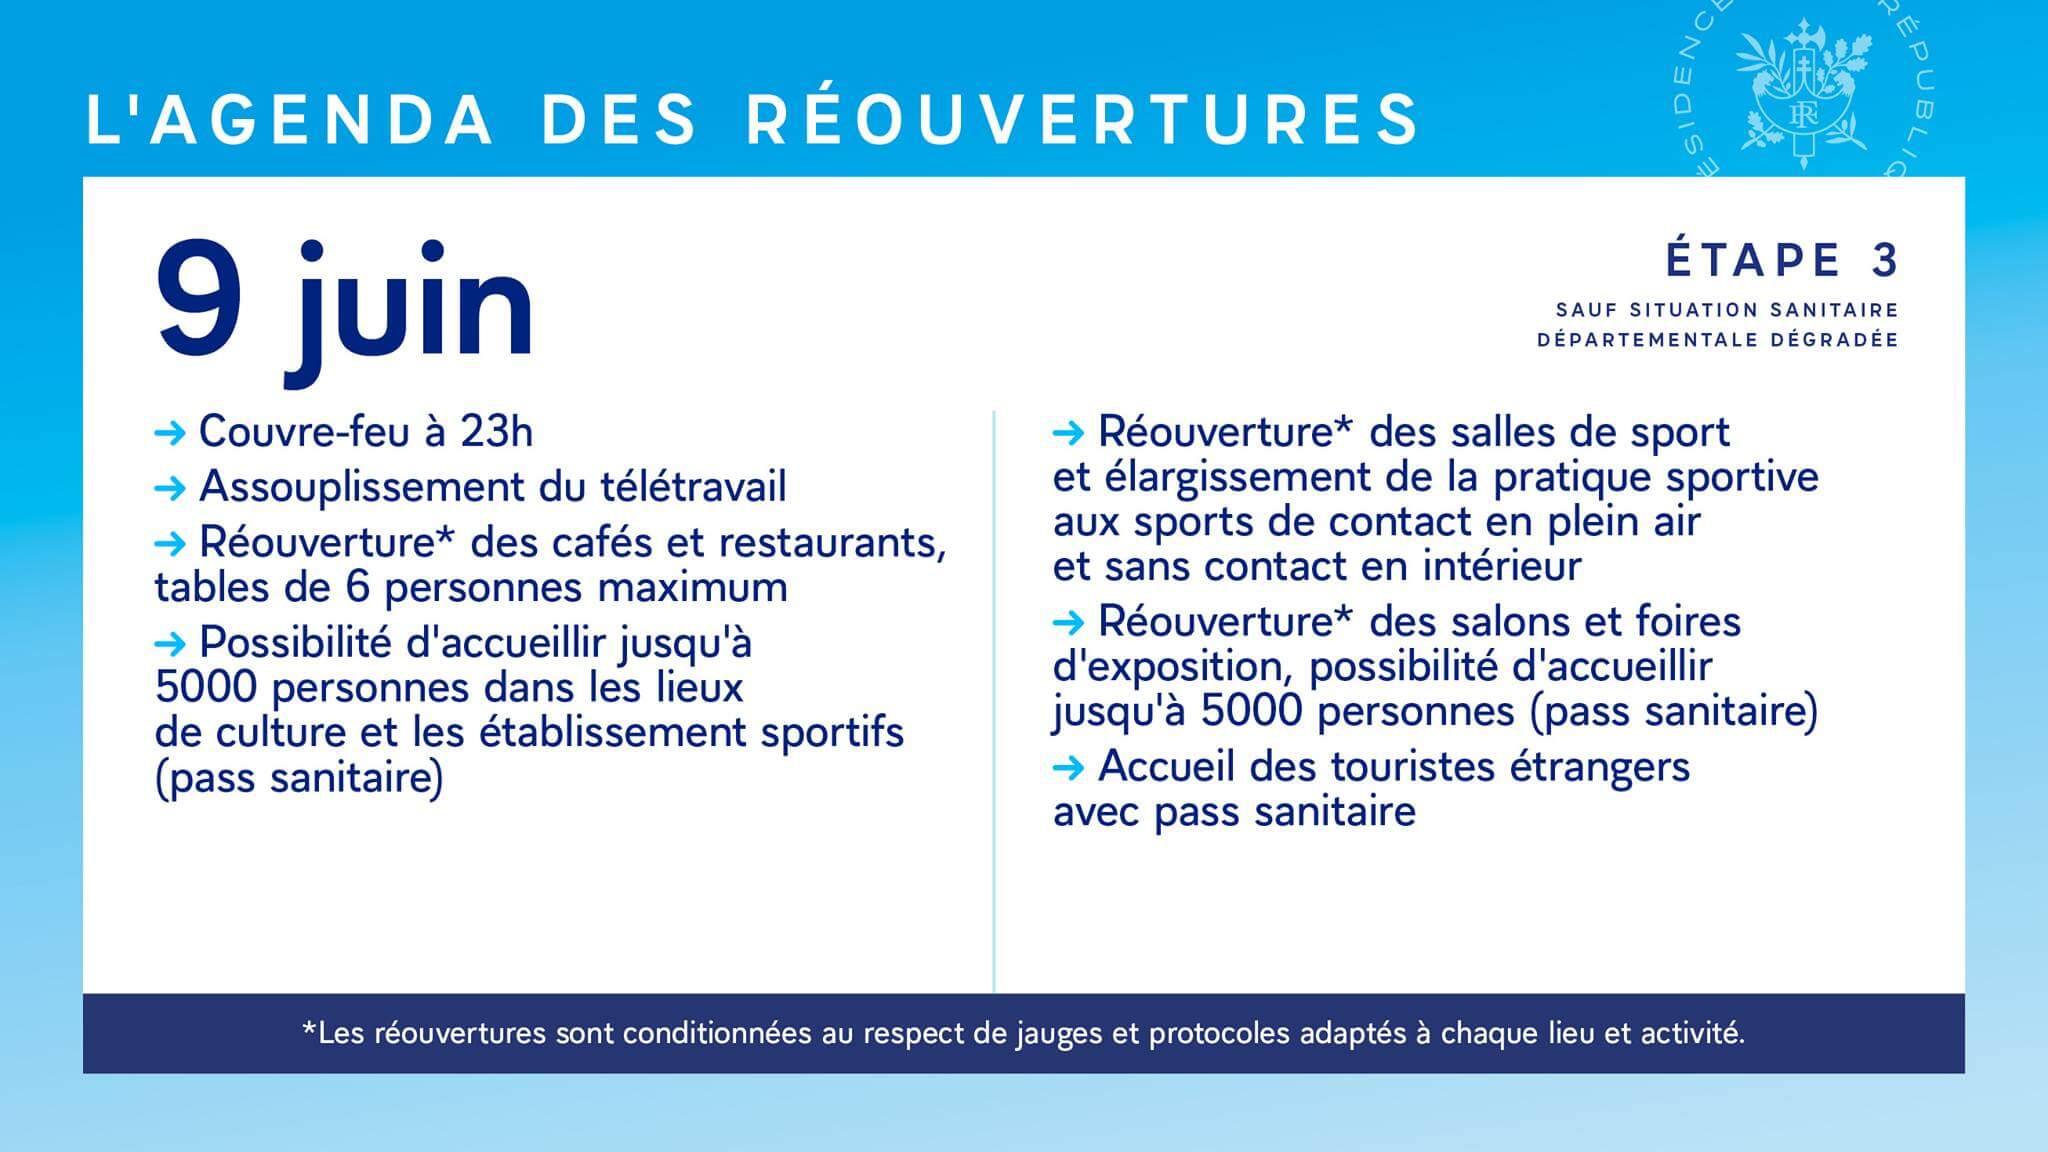 L'AGENDA DES RÉOUVERTURES
9 juin
ÉTAPE 3
SAUF SITUATION SANITAIRE
DÉPARTEMENTALE DÉGRADÉE
→ Couvre-feu à 23h
→ Assouplissement du télétravail
→ Réouverture* des cafés et restaurants,
tables de 6 personnes maximum
→ Possibilité d'accueillir jusqu'à
5000 personnes dans les lieux
de culture et les établissement sportifs
(pass sanitaire)
→ Réouverture* des salles de sport
et élargissement de la pratique sportive
aux sports de contact en plein air
et sans contact en intérieur
→ Réouverture* des salons et foires
d'exposition, possibilité d'accueillir
jusqu'à 5000 personnes (pass sanitaire)
→ Accueil des touristes étrangers
avec pass sanitaire
*Les réouvertures sont conditionnées au respect de jauges et protocoles adaptés à chaque lieu et activité.